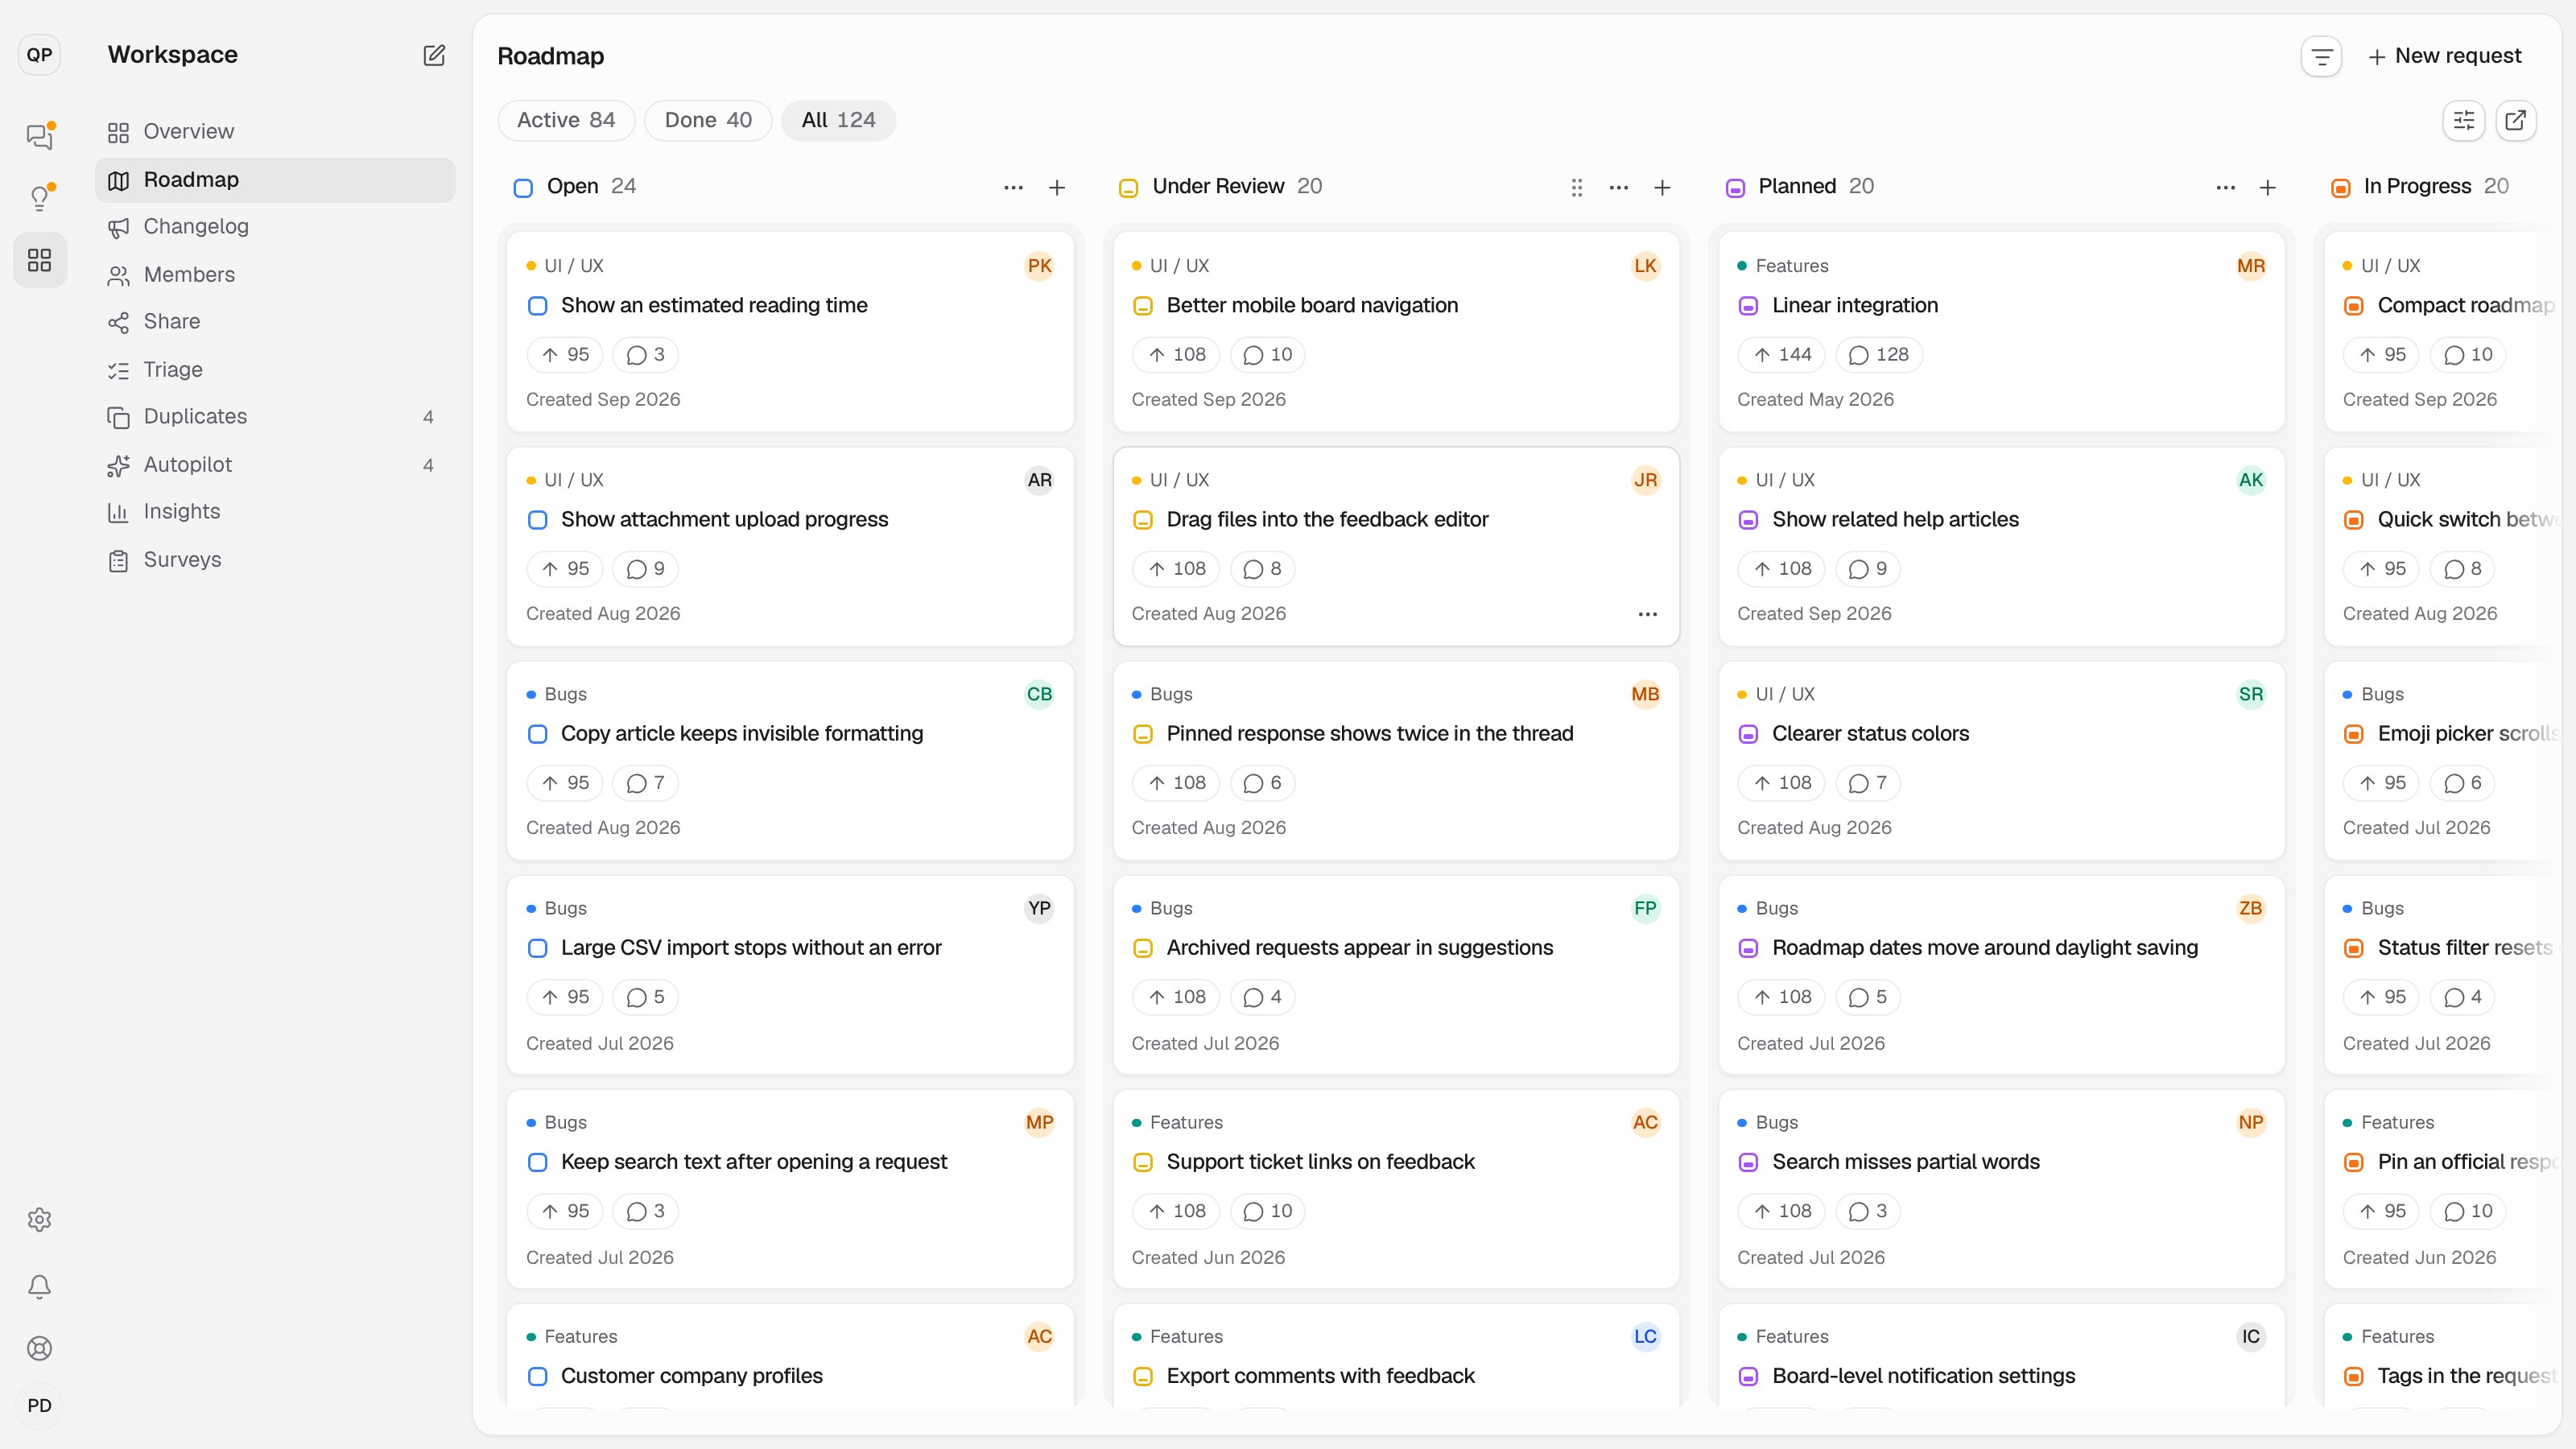 QP
Workspace
Overview
Roadmap
Changelog
Members
Share
Triage
Duplicates 4
Autopilot 4
Insights
Surveys
PD
Roadmap
New request
Active 84
Done 40
All 124
Open 24
UI / UX PK
Show an estimated reading time
95 3
Created Sep 2026
UI / UX AR
Show attachment upload progress
95 9
Created Aug 2026
Bugs CB
Copy article keeps invisible formatting
95 7
Created Aug 2026
Bugs YP
Large CSV import stops without an error
95 5
Created Jul 2026
Bugs MP
Keep search text after opening a request
95 3
Created Jul 2026
Features AC
Customer company profiles
Under Review 20
UI / UX LK
Better mobile board navigation
108 10
Created Sep 2026
UI / UX JR
Drag files into the feedback editor
108 8
Created Aug 2026
Bugs MB
Pinned response shows twice in the thread
108 6
Created Aug 2026
Bugs FP
Archived requests appear in suggestions
108 4
Created Jul 2026
Features AC
Support ticket links on feedback
108 10
Created Jun 2026
Features LC
Export comments with feedback
Planned 20
Features MR
Linear integration
144 128
Created May 2026
UI / UX AK
Show related help articles
108 9
Created Sep 2026
UI / UX SR
Clearer status colors
108 7
Created Aug 2026
Bugs ZB
Roadmap dates move around daylight saving
108 5
Created Jul 2026
Bugs NP
Search misses partial words
108 3
Created Jul 2026
Features IC
Board-level notification settings
In Progress 20
UI / UX
Compact roadmap
95 10
Created Sep 2026
UI / UX
Quick switch
95 8
Created Aug 2026
Bugs
Emoji picker scrolls
95 6
Created Jul 2026
Bugs
Status filter resets
95 4
Created Jul 2026
Features
Pin an official
95 10
Created Jun 2026
Features
Tags in the request